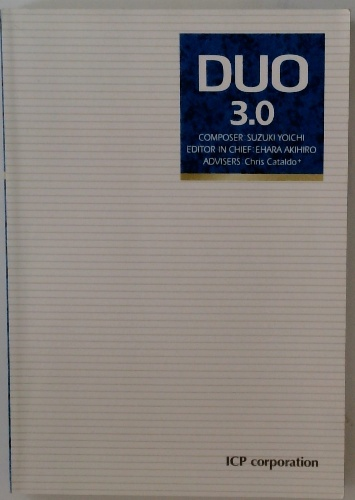 DUO
3.0
COMPOSER SUZUKI YOICHI
EDITOR IN CHIEF:EHARA AKIHIRO
ADVISERS Chris Cataldo+
ICP corporation